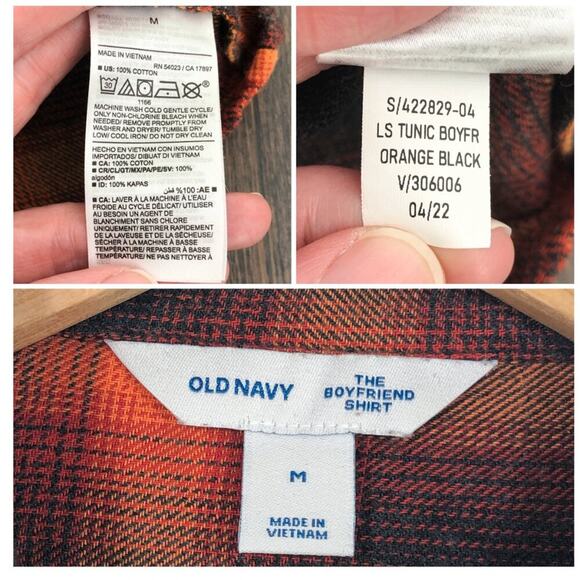 M
MADE IN VIETNAM
RN 54023 / CA 17897
■ US: 100% COTTON
30
1166
MACHINE WASH COLD GENTLE CYCLE/
ONLY NON-CHLORINE BLEACH WHEN
NEEDED/ REMOVE PROMPTLY FROM
WASHER AND DRYER/ TUMBLE DRY
LOW/ COOL IRON/ DO NOT DRY CLEAN
HECHO EN VIETNAM CON INSUMOS
IMPORTADOS/ DIBUAT DI VIETNAM
■ CA: 100% COTON
■ CR/CL/GT/MX/PA/PE/SV: 100%
algodón
■ ID: 100% KAPAS
■ AE: %100 قطن
■ CA: LAVER À LA MACHINE À L'EAU
FROIDE AU CYCLE DÉLICAT/ UTILISER
AU BESOIN UN AGENT DE
BLANCHIMENT SANS CHLORE
UNIQUEMENT/ RETIRER RAPIDEMENT
DE LA LAVEUSE ET DE LA SÉCHEUSE/
SÉCHER À LA MACHINE À BASSE
TEMPÉRATURE/ REPASSER À BASSE
TEMPÉRATURE/ NE PAS NETTOYER À
S/422829-04
LS TUNIC BOYFR
ORANGE BLACK
V/306006
04/22
OLD NAVY
THE
BOYFRIEND
SHIRT
M
MADE IN
VIETNAM